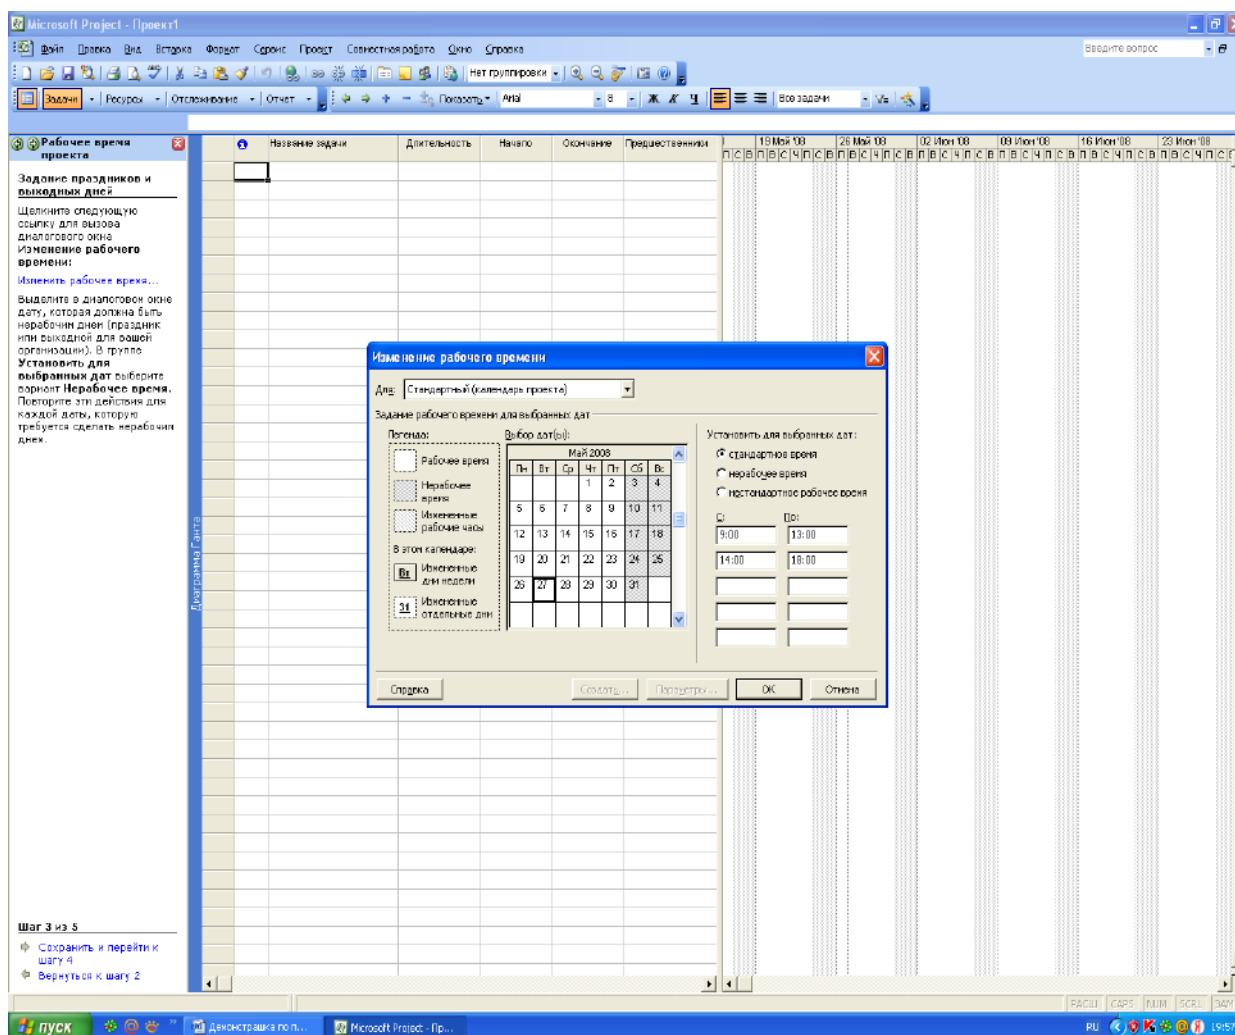 Microsoft Project - Проект1
Файл Правка Вид Вставка Формат Сервис Проект Совместная работа Окно Справка
Введите вопрос
Нет группировки
Задачи Ресурсы Отслеживание Отчет Показать Arial 8 Ж К Ч Все задачи
Рабочее время
проекта
Задание праздников и
выходных дней
Щелкните следующую
ссылку для вызова
диалогового окна
Изменение рабочего
времени:
Изменить рабочее время...
Выделите в диалоговом окне
дату, которая должна быть
нерабочим днем (праздник
или выходной для вашей
организации). В группе
Установить для
выбранных дат выберите
вариант Нерабочее время.
Повторите эти действия для
каждой даты, которую
требуется сделать нерабочим
днем.
Шаг 3 из 5
Сохранить и перейти к
шагу 4
Вернуться к шагу 2
Диаграмма Ганта
Название задачи Длительность Начало Окончание Предшественники
19 Май '08 26 Май '08 02 Июн '08 09 Июн '08 16 Июн '08 23 Июн '08
П С В П В С Ч П С В П В С Ч П С В П В С Ч П С В П В С Ч П С В П В С Ч П С В П В С Ч П С
Изменение рабочего времени
Для: Стандартный (календарь проекта)
Задание рабочего времени для выбранных дат
Легенда:
Рабочее время
Нерабочее
время
Измененные
рабочие часы
В этом календаре:
Вт Измененные
дни недели
31 Измененные
отдельные дни
Выбор дат(ы):
Май 2008
Пн Вт Ср Чт Пт Сб Вс
1 2 3 4
5 6 7 8 9 10 11
12 13 14 15 16 17 18
19 20 21 22 23 24 25
26 27 28 29 30 31
Установить для выбранных дат:
стандартное время
нерабочее время
нестандартное рабочее время
С: По:
9:00 13:00
14:00 18:00
Справка Создать... Параметры... ОК Отмена
РАСШ CAPS NUM SCRL ЗАМ
пуск Демонстрашка по п... Microsoft Project - Пр... RU 19:57